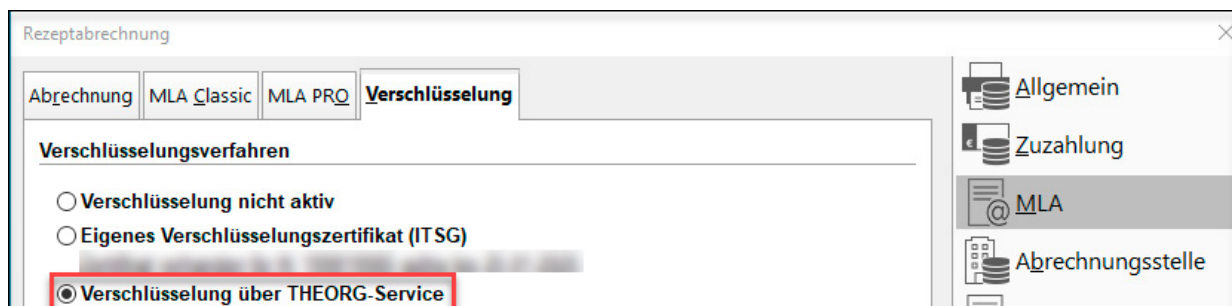 Rezeptabrechnung
Abrechnung MLA Classic MLA PRO Verschlüsselung
Verschlüsselungsverfahren
Verschlüsselung nicht aktiv
Eigenes Verschlüsselungszertifikat (ITSG)
Verschlüsselung über THEORG-Service
Allgemein
Zuzahlung
MLA
Abrechnungsstelle